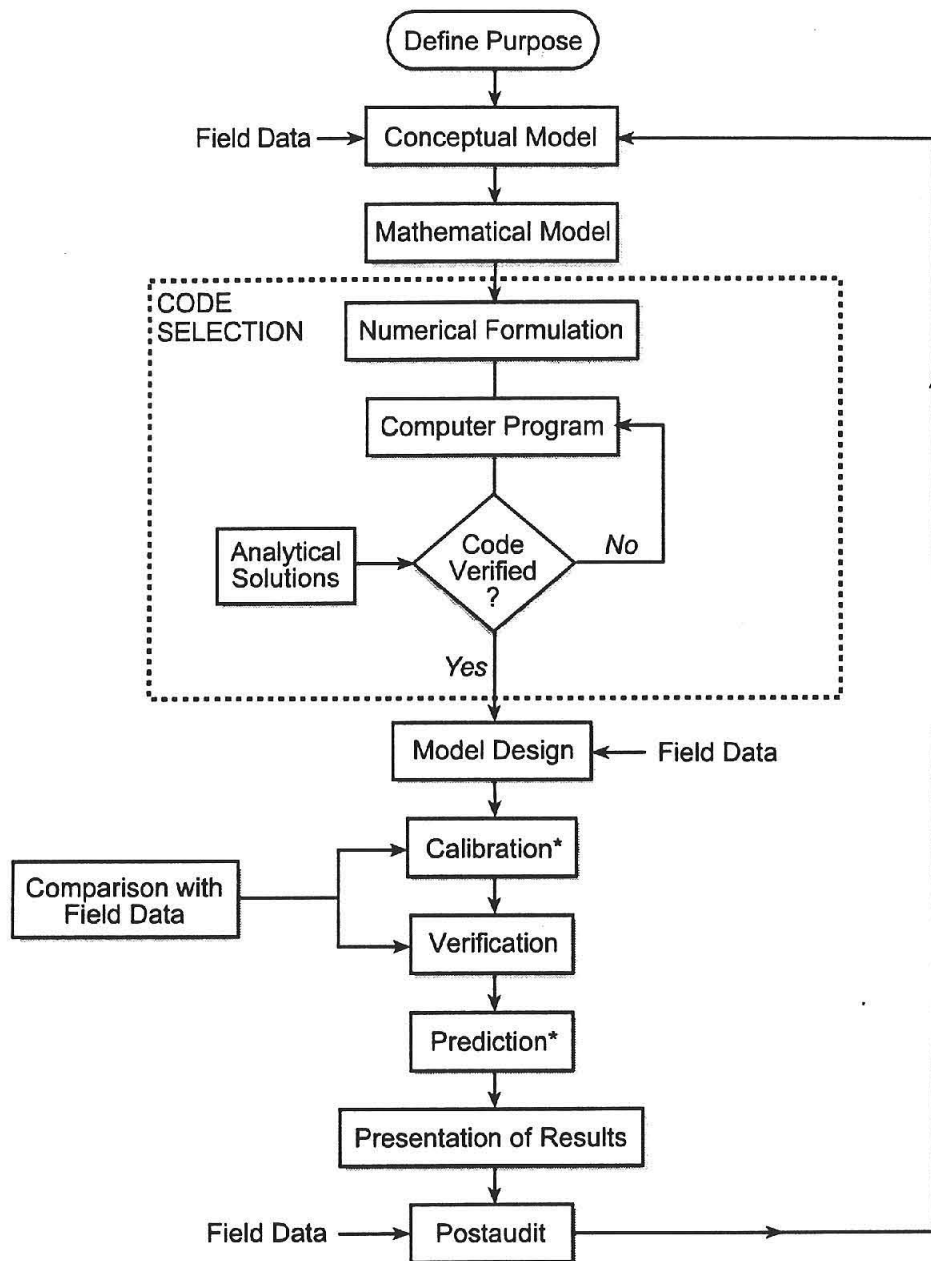 Define Purpose
Field Data
Conceptual Model
Mathematical Model
CODE
SELECTION
Numerical Formulation
Computer Program
Analytical
Solutions
Code
Verified
?
No
Yes
Model Design
Field Data
Calibration*
Comparison with
Field Data
Verification
Prediction*
Presentation of Results
Field Data
Postaudit